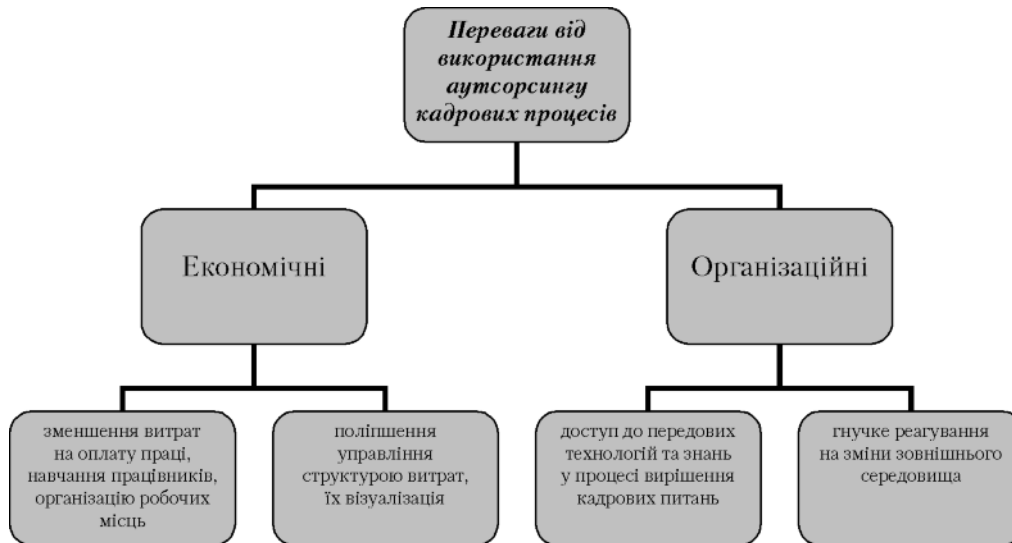 Переваги від
використання
аутсорсингу
кадрових процесів
Економічні
Організаційні
зменшення витрат
на оплату праці,
навчання працівників,
організацію робочих
місць
поліпшення
управління
структурою витрат,
їх візуалізація
доступ до передових
технологій та знань
у процесі вирішення
кадрових питань
гнучке реагування
на зміни зовнішнього
середовища